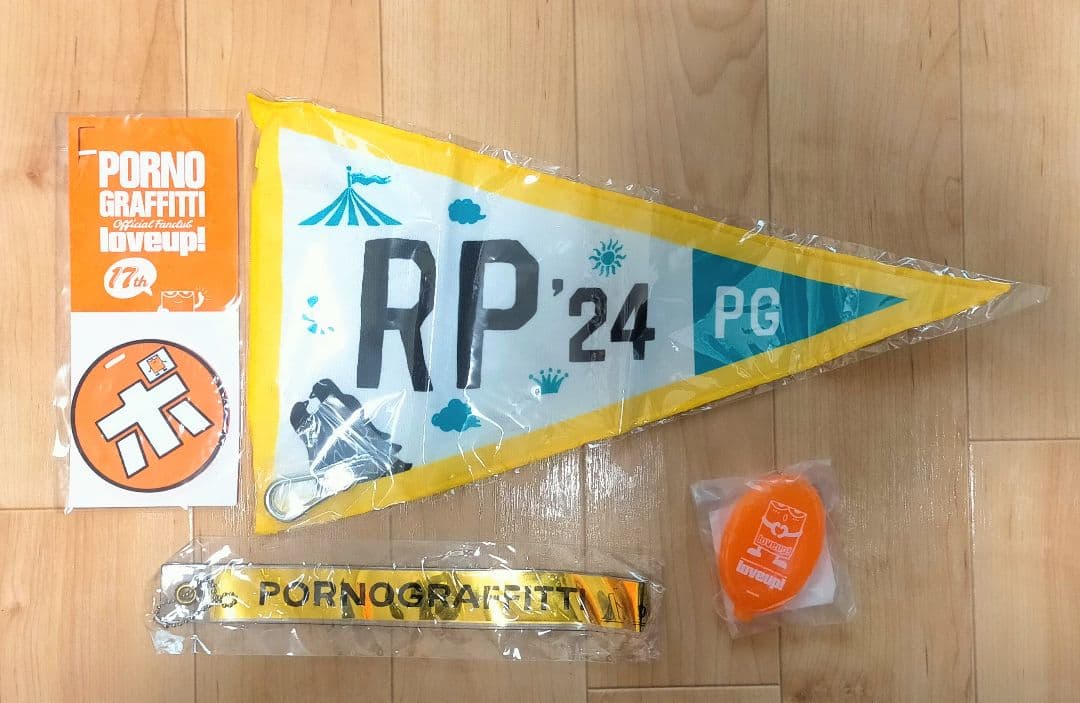 PORNO
GRAFFITTI
Official Fanclub
loveup!
17th
ポ
RP '24
PG
PORNOGRAFFITTI
loveup!